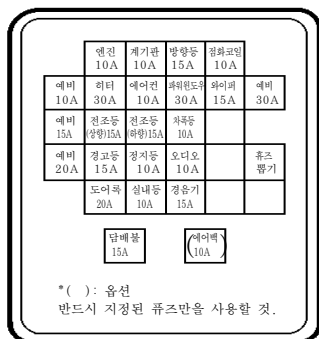 엔진 계기판 방향등 점화코일
10A 10A 15A 10A
예비 히터 에어컨 파워윈도우 와이퍼 예비
10A 30A 10A 30A 15A 30A
예비 전조등 전조등 차폭등
15A (상향)15A (하향)15A 10A
예비 경고등 정지등 오디오 휴즈
20A 15A 10A 10A 뽑기
도어록 실내등 경음기
20A 10A 15A
담배불 (에어백)
15A 10A
*( ): 옵션
반드시 지정된 퓨즈만을 사용할 것.